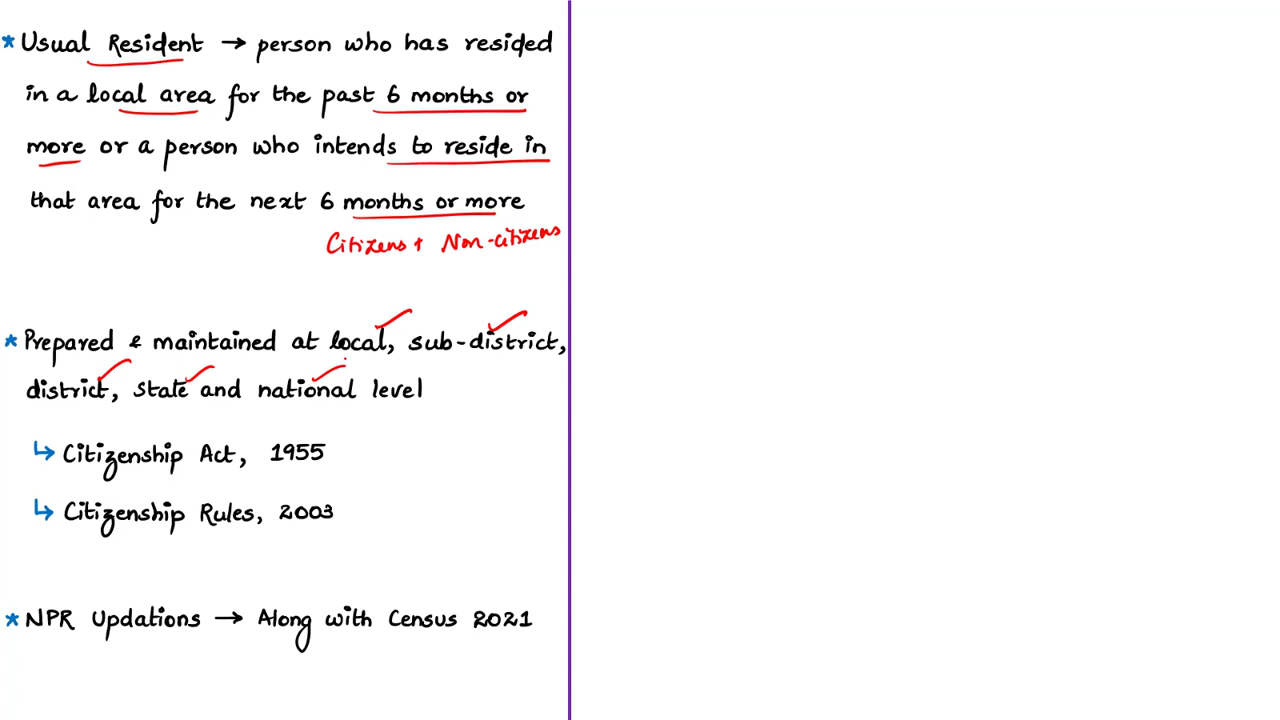 * Usual Resident → person who has resided
in a local area for the past 6 months or
more or a person who intends to reside in
that area for the next 6 months or more
Citizens + Non-citizens
* Prepared & maintained at local, sub-district,
district, state and national level
↳ Citizenship Act, 1955
↳ Citizenship Rules, 2003
* NPR Updations → Along with Census 2021